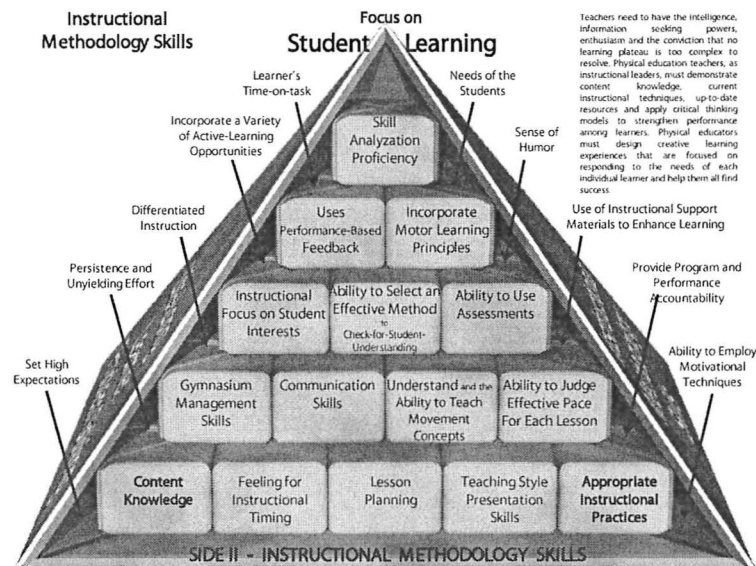 Instructional
Methodology Skills
Focus on
Student Learning
Teachers need to have the intelligence,
information seeking powers,
enthusiasm and the conviction that no
learning plateau is too complex to
resolve. Physical education teachers, as
instructional leaders, must demonstrate
content knowledge, current
instructional techniques, up-to-date
resources and apply critical thinking
models to strengthen performance
among learners. Physical educators
must design creative learning
experiences that are focused on
responding to the needs of each
individual learner and help them all find
success
Learner's
Time-on-task
Needs of the
Students
Incorporate a Variety
of Active-Learning
Opportunities
Skill
Analyzation
Proficiency
Sense of
Humor
Differentiated
Instruction
Uses
Performance-Based
Feedback
Incorporate
Motor Learning
Principles
Use of Instructional Support
Materials to Enhance Learning
Persistence and
Unyielding Effort
Instructional
Focus on Student
Interests
Ability to Select an
Effective Method
to
Check-for-Student-
Understanding
Ability to Use
Assessments
Provide Program and
Performance
Accountability
Set High
Expectations
Gymnasium
Management
Skills
Communication
Skills
Understand and the
Ability to Teach
Movement
Concepts
Ability to Judge
Effective Pace
For Each Lesson
Ability to Employ
Motivational
Techniques
Content
Knowledge
Feeling for
Instructional
Timing
Lesson
Planning
Teaching Style
Presentation
Skills
Appropriate
Instructional
Practices
SIDE II - INSTRUCTIONAL METHODOLOGY SKILLS